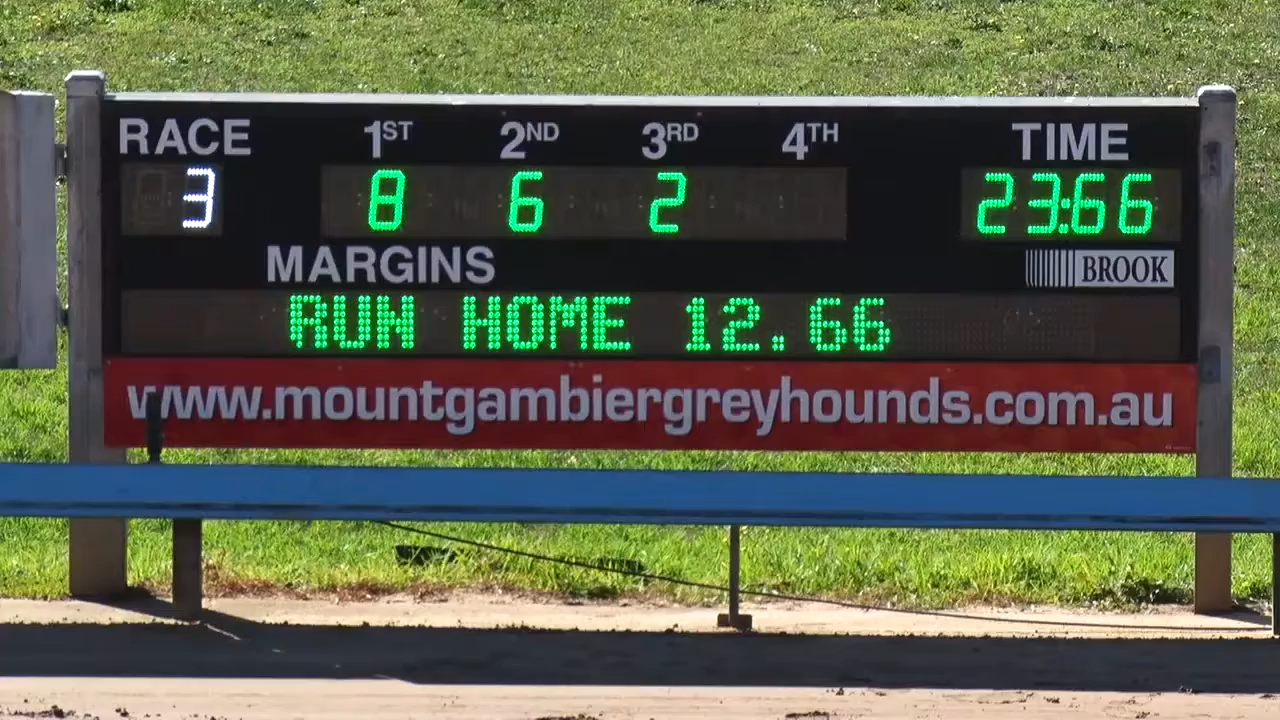 RACE 1ST 2ND 3RD 4TH TIME
3 8 6 2 23:66
MARGINS BROOK
RUN HOME 12.66
www.mountgambiergreyhounds.com.au